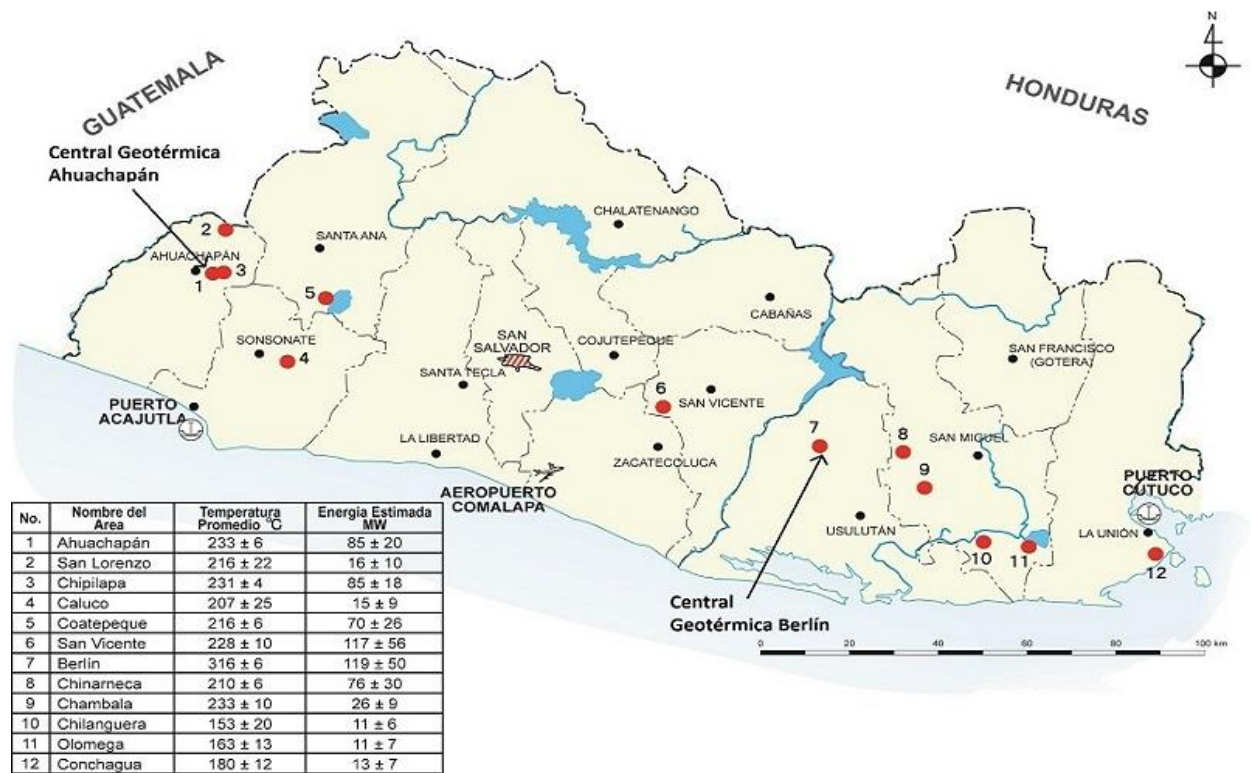 N
GUATEMALA
HONDURAS
Central Geotérmica
Ahuachapán
CHALATENANGO
2
SANTA ANA
AHUACHAPÁN
1
3
5
CABAÑAS
SONSONATE
4
SAN
SALVADOR
COJUTEPEQUE
SAN FRANCISCO
(GOTERA)
SANTA TECLA
6
SAN VICENTE
PUERTO
ACAJUTLA
LA LIBERTAD
ZACATECOLUCA
7
8
SAN MIGUEL
9
AEROPUERTO
COMALAPA
PUERTO
CUTUCO
USULUTÁN
LA UNIÓN
10
11
12
Central
Geotérmica Berlín
0 20 40 60 80 100 km
No. Nombre del Area Temperatura Promedio °C Energia Estimada MW
1 Ahuachapán 233 ± 6 85 ± 20
2 San Lorenzo 216 ± 22 16 ± 10
3 Chipilapa 231 ± 4 85 ± 18
4 Caluco 207 ± 25 15 ± 9
5 Coatepeque 216 ± 6 70 ± 26
6 San Vicente 228 ± 10 117 ± 56
7 Berlín 316 ± 6 119 ± 50
8 Chinarneca 210 ± 6 76 ± 30
9 Chambala 233 ± 10 26 ± 9
10 Chilanguera 153 ± 20 11 ± 6
11 Olomega 163 ± 13 11 ± 7
12 Conchagua 180 ± 12 13 ± 7